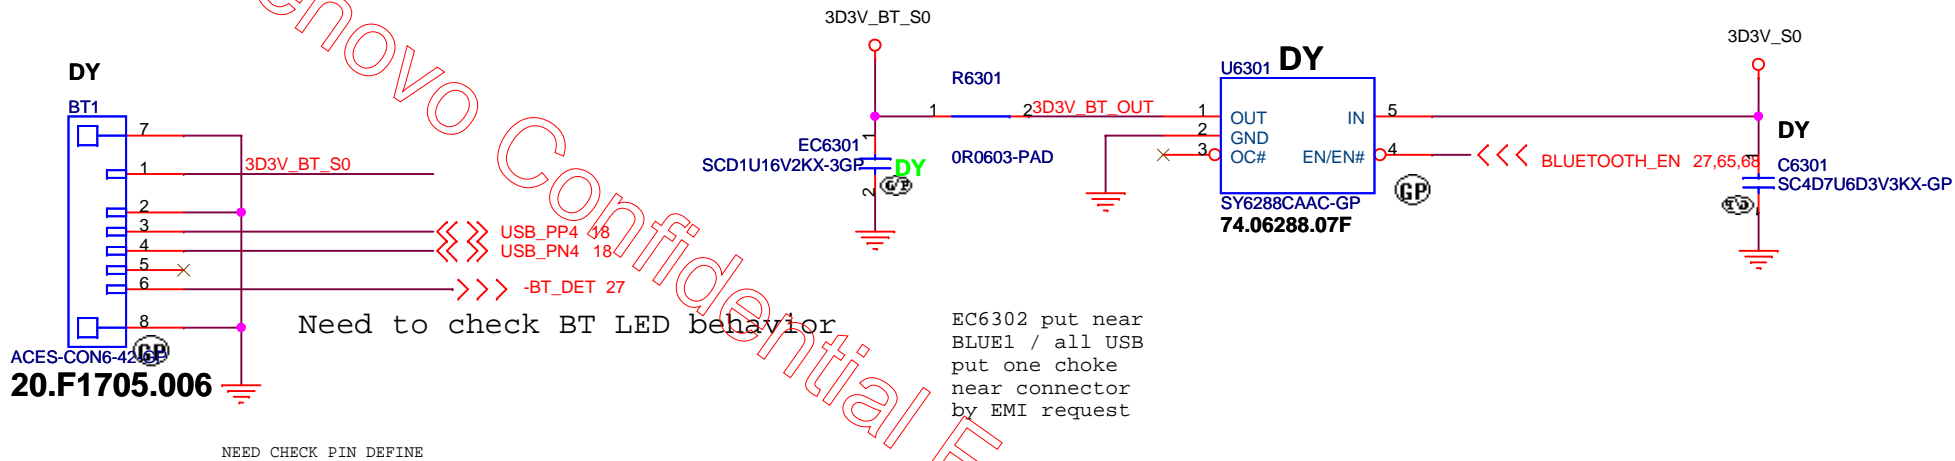 Lenovo Confidential
DY
BT1
7
1
3D3V_BT_S0
2
3
USB_PP4 18
4
USB_PN4 18
5
6
-BT_DET 27
8
GP
20.F1705.006
Need to check BT LED behavior
NEED CHECK PIN DEFINE
3D3V_BT_S0
R6301
1
2
3D3V_BT_OUT
0R0603-PAD
EC6301
SCD1U16V2KX-3GP
DY
1
2
U6301 DY
1
OUT
2
GND
3
OC#
IN
5
EN/EN#
4
BLUETOOTH_EN 27,65,68
SY6288CAAC-GP
74.06288.07F
GP
3D3V_S0
DY
C6301
SC4D7U6D3V3KX-GP
EC6302 put near
BLUE1 / all USB
put one choke
near connector
by EMI request